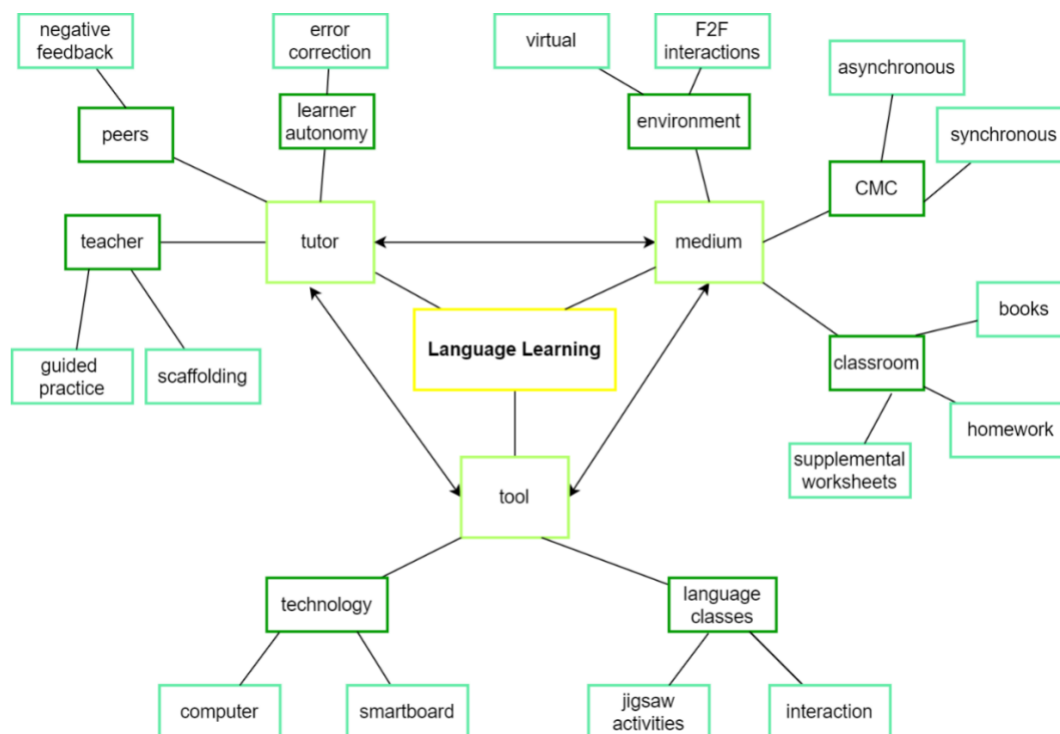 negative
feedback
error
correction
virtual
F2F
interactions
asynchronous
peers
learner
autonomy
environment
synchronous
CMC
teacher
tutor
medium
books
Language Learning
classroom
guided
practice
scaffolding
homework
supplemental
worksheets
tool
technology
language
classes
computer
smartboard
jigsaw
activities
interaction